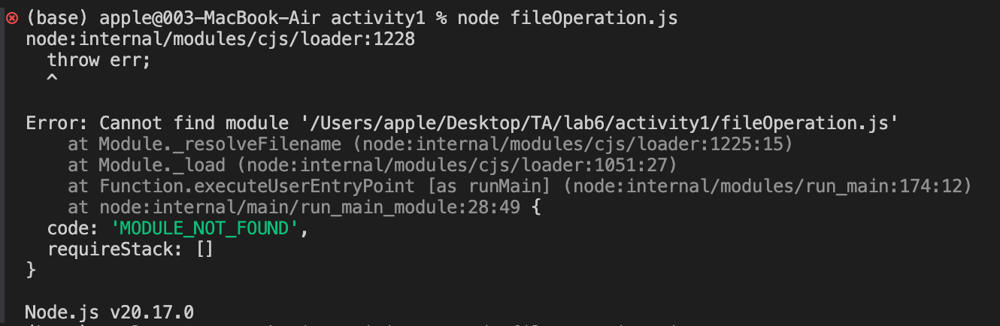 (base) apple@003-MacBook-Air activity1 % node fileOperation.js
node:internal/modules/cjs/loader:1228
  throw err;
  ^

Error: Cannot find module '/Users/apple/Desktop/TA/lab6/activity1/fileOperation.js'
    at Module._resolveFilename (node:internal/modules/cjs/loader:1225:15)
    at Module._load (node:internal/modules/cjs/loader:1051:27)
    at Function.executeUserEntryPoint [as runMain] (node:internal/modules/run_main:174:12)
    at node:internal/main/run_main_module:28:49 {
  code: 'MODULE_NOT_FOUND',
  requireStack: []
}

Node.js v20.17.0